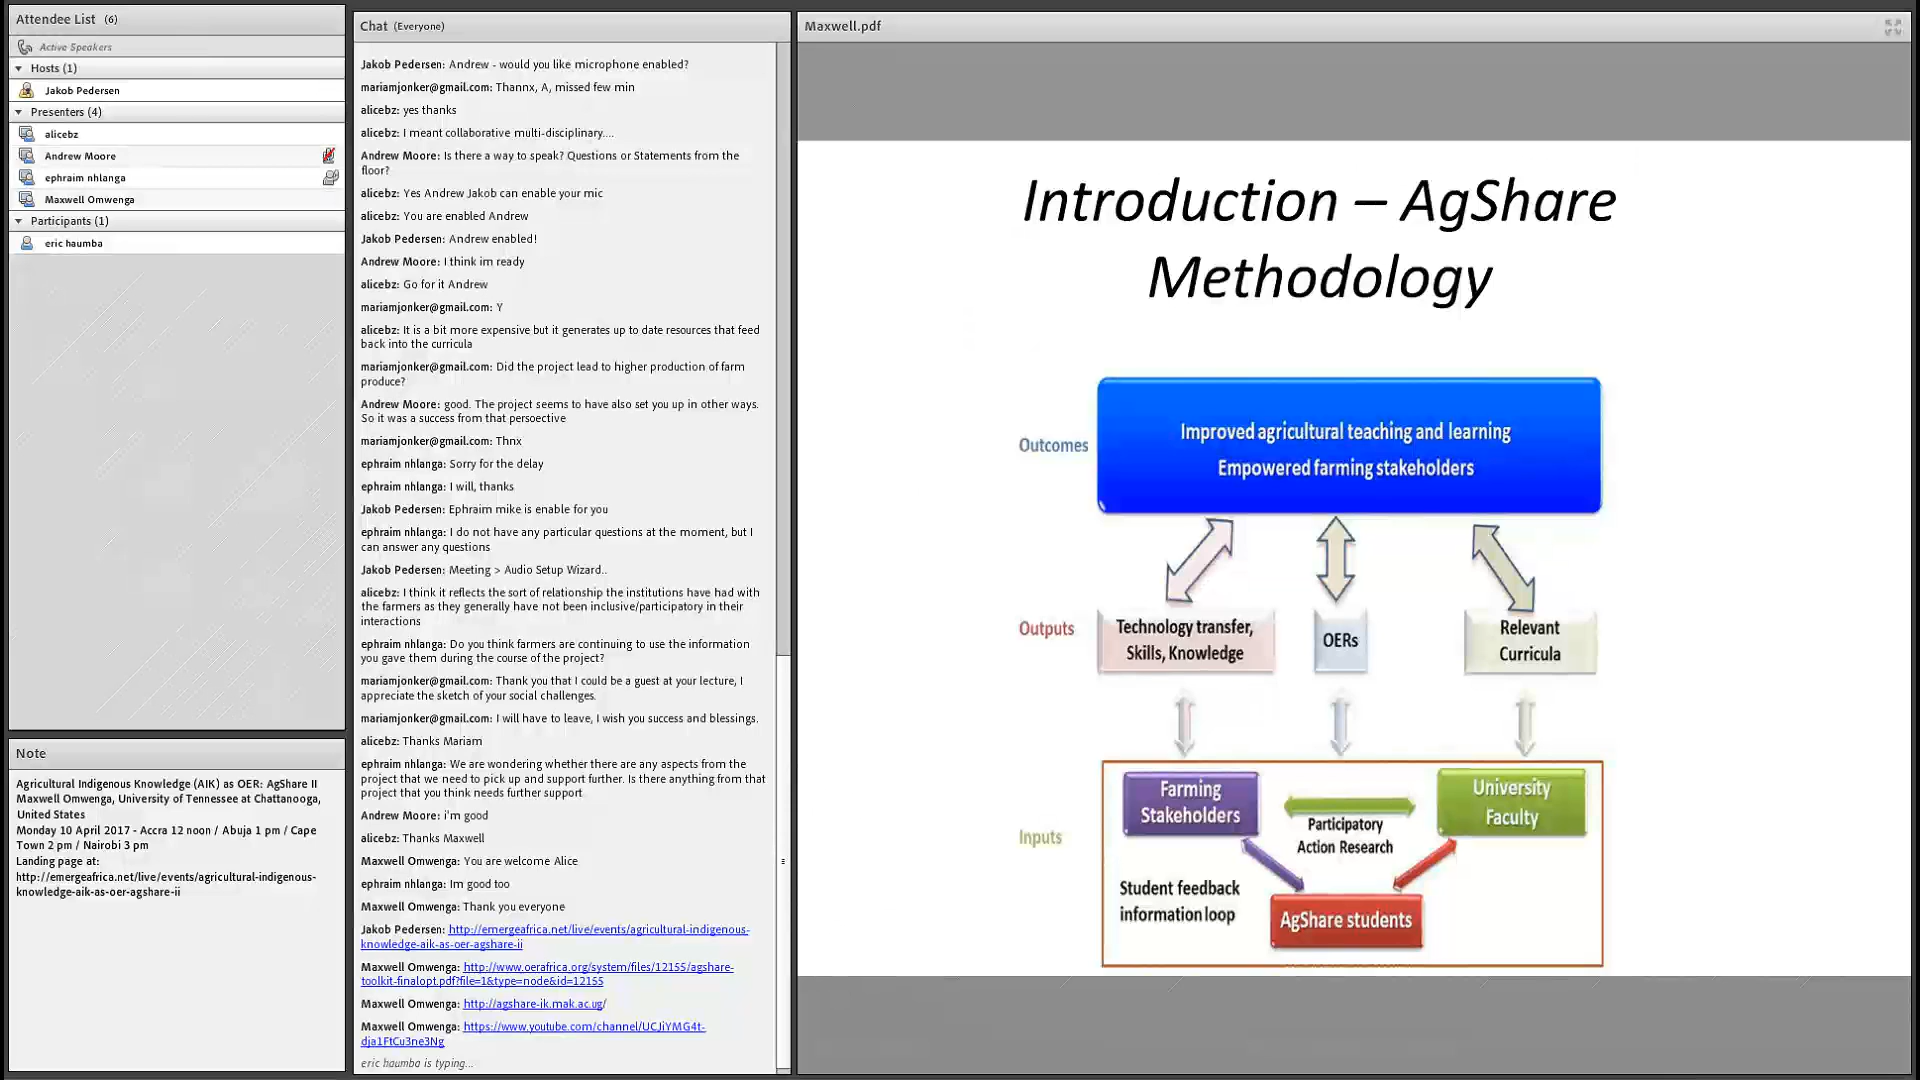 Attendee List (6)
Active Speakers
Hosts (1)
Jakob Pedersen
Presenters (4)
alicebz
Andrew Moore
ephraim nhlanga
Maxwell Omwenga
Participants (1)
eric haumba
Note
Agricultural Indigenous Knowledge (AIK) as OER: AgShare II
Maxwell Omwenga, University of Tennessee at Chattanooga,
United States
Monday 10 April 2017 - Accra 12 noon / Abuja 1 pm / Cape
Town 2 pm / Nairobi 3 pm
Landing page at:
http://emergeafrica.net/live/events/agricultural-indigenous-
knowledge-aik-as-oer-agshare-ii
Chat (Everyone)
Jakob Pedersen: Andrew - would you like microphone enabled?
mariamjonker@gmail.com: Thannx, A, missed few min
alicebz: yes thanks
alicebz: I meant collaborative multi-disciplinary....
Andrew Moore: Is there a way to speak? Questions or Statements from the
floor?
alicebz: Yes Andrew Jakob can enable your mic
alicebz: You are enabled Andrew
Jakob Pedersen: Andrew enabled!
Andrew Moore: I think im ready
alicebz: Go for it Andrew
mariamjonker@gmail.com: Y
alicebz: It is a bit more expensive but it generates up to date resources that feed
back into the curricula
mariamjonker@gmail.com: Did the project lead to higher production of farm
produce?
Andrew Moore: good. The project seems to have also set you up in other ways.
So it was a success from that persoective
mariamjonker@gmail.com: Thnx
ephraim nhlanga: Sorry for the delay
ephraim nhlanga: I will, thanks
Jakob Pedersen: Ephraim mike is enable for you
ephraim nhlanga: I do not have any particular questions at the moment, but I
can answer any questions
Jakob Pedersen: Meeting > Audio Setup Wizard..
alicebz: I think it reflects the sort of relationship the institutions have had with
the farmers as they generally have not been inclusive/participatory in their
interactions
ephraim nhlanga: Do you think farmers are continuing to use the information
you gave them during the course of the project?
mariamjonker@gmail.com: Thank you that I could be a guest at your lecture, I
appreciate the sketch of your social challenges.
mariamjonker@gmail.com: I will have to leave, I wish you success and blessings.
alicebz: Thanks Mariam
ephraim nhlanga: We are wondering whether there are any aspects from the
project that we need to pick up and support further. Is there anything from that
project that you think needs further support
Andrew Moore: i'm good
alicebz: Thanks Maxwell
Maxwell Omwenga: You are welcome Alice
ephraim nhlanga: Im good too
Maxwell Omwenga: Thank you everyone
Jakob Pedersen: http://emergeafrica.net/live/events/agricultural-indigenous-
knowledge-aik-as-oer-agshare-ii
Maxwell Omwenga: http://www.oerafrica.org/system/files/12155/agshare-
toolkit-finalopt.pdf?file=1&type=node&id=12155
Maxwell Omwenga: http://agshare-ik.mak.ac.ug/
Maxwell Omwenga: https://www.youtube.com/channel/UCJiYMG4t-
dja1FtCu3ne3Ng
eric haumba is typing...
Maxwell.pdf
Introduction – AgShare
Methodology
Outcomes
Improved agricultural teaching and learning
Empowered farming stakeholders
Outputs
Technology transfer,
Skills, Knowledge
OERs
Relevant
Curricula
Inputs
Farming
Stakeholders
Participatory
Action Research
University
Faculty
Student feedback
information loop
AgShare students